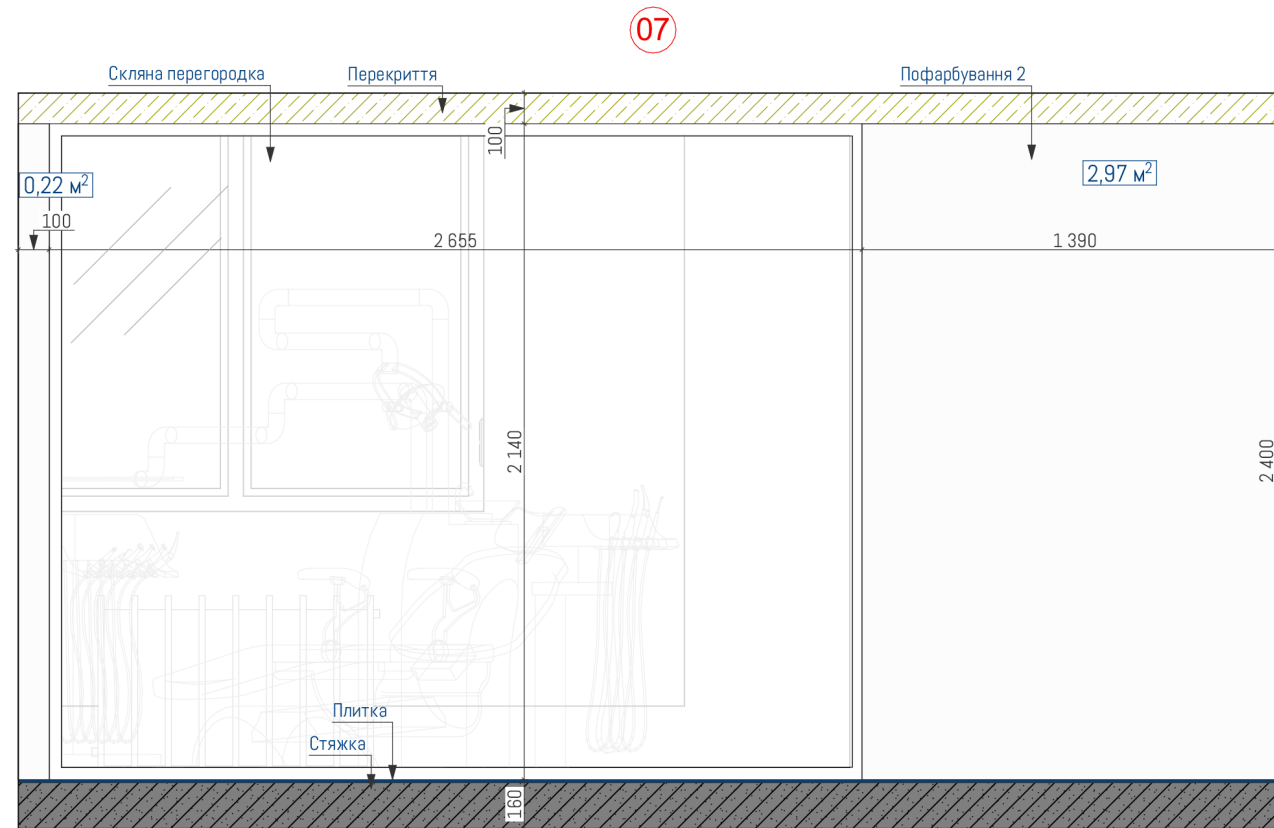 07
Скляна перегородка
Перекриття
Пофарбування 2
100
0,22 м²
2,97 м²
100
2 655
1 390
2 140
2 400
Плитка
Стяжка
160